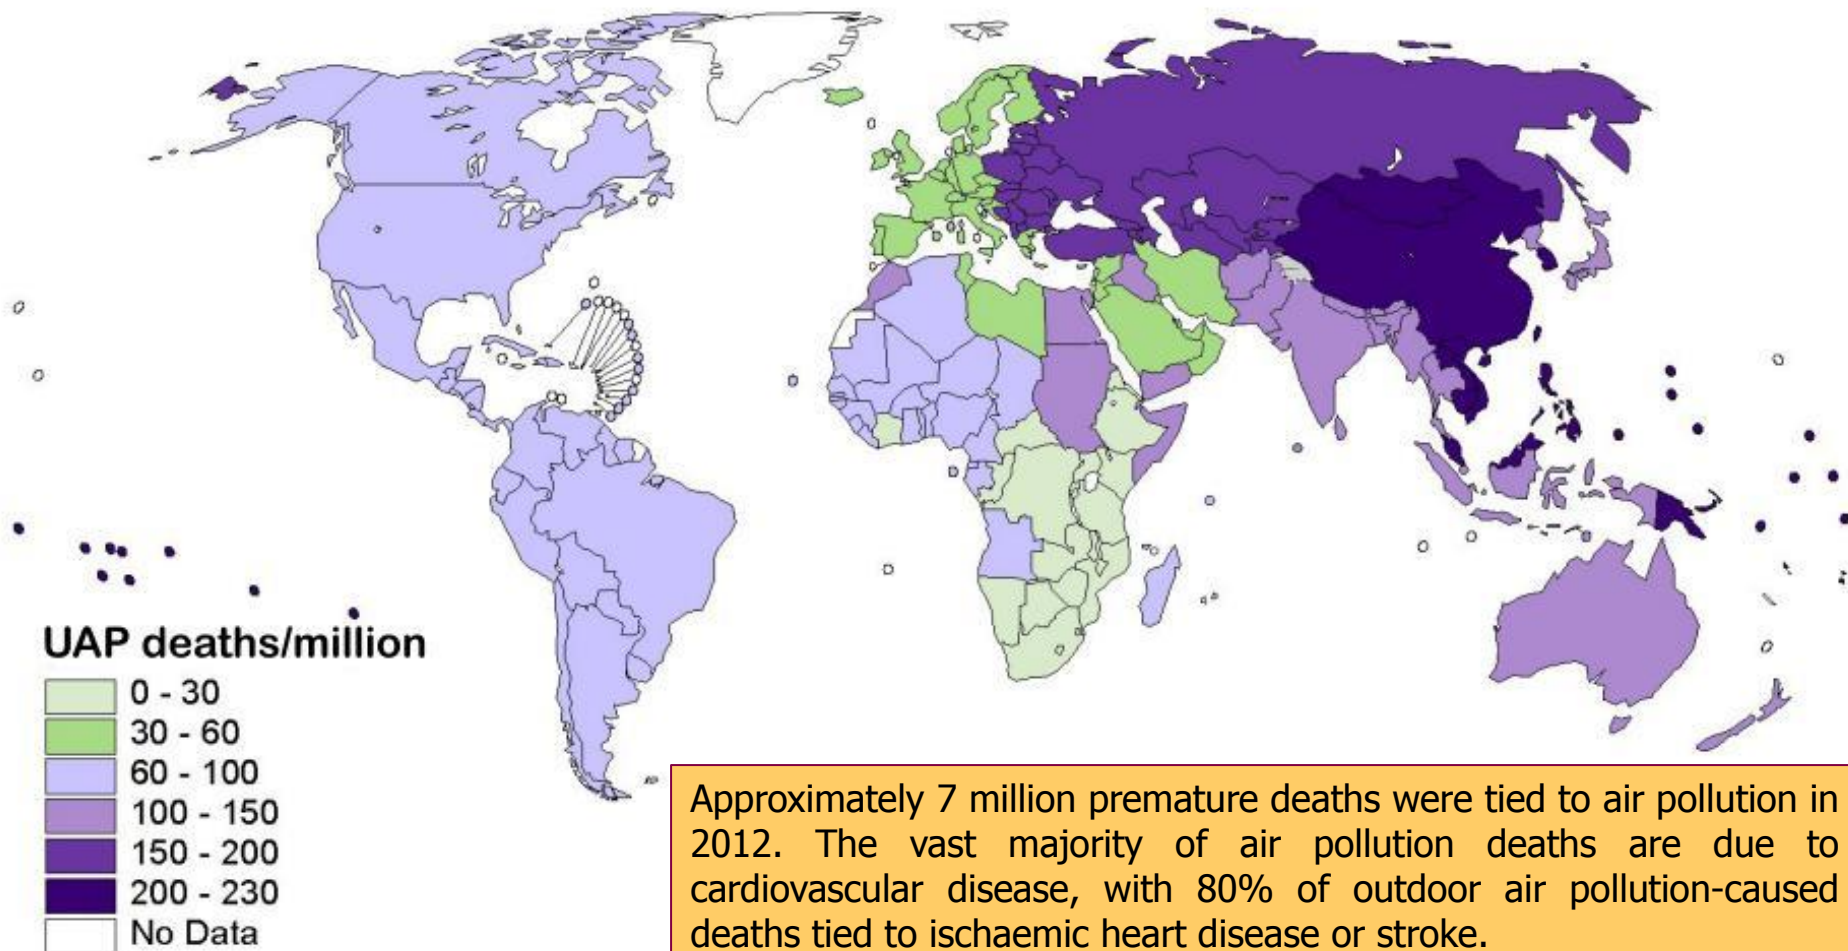 UAP deaths/million
0 - 30
30 - 60
60 - 100
100 - 150
150 - 200
200 - 230
No Data
Approximately 7 million premature deaths were tied to air pollution in
2012. The vast majority of air pollution deaths are due to
cardiovascular disease, with 80% of outdoor air pollution-caused
deaths tied to ischaemic heart disease or stroke.